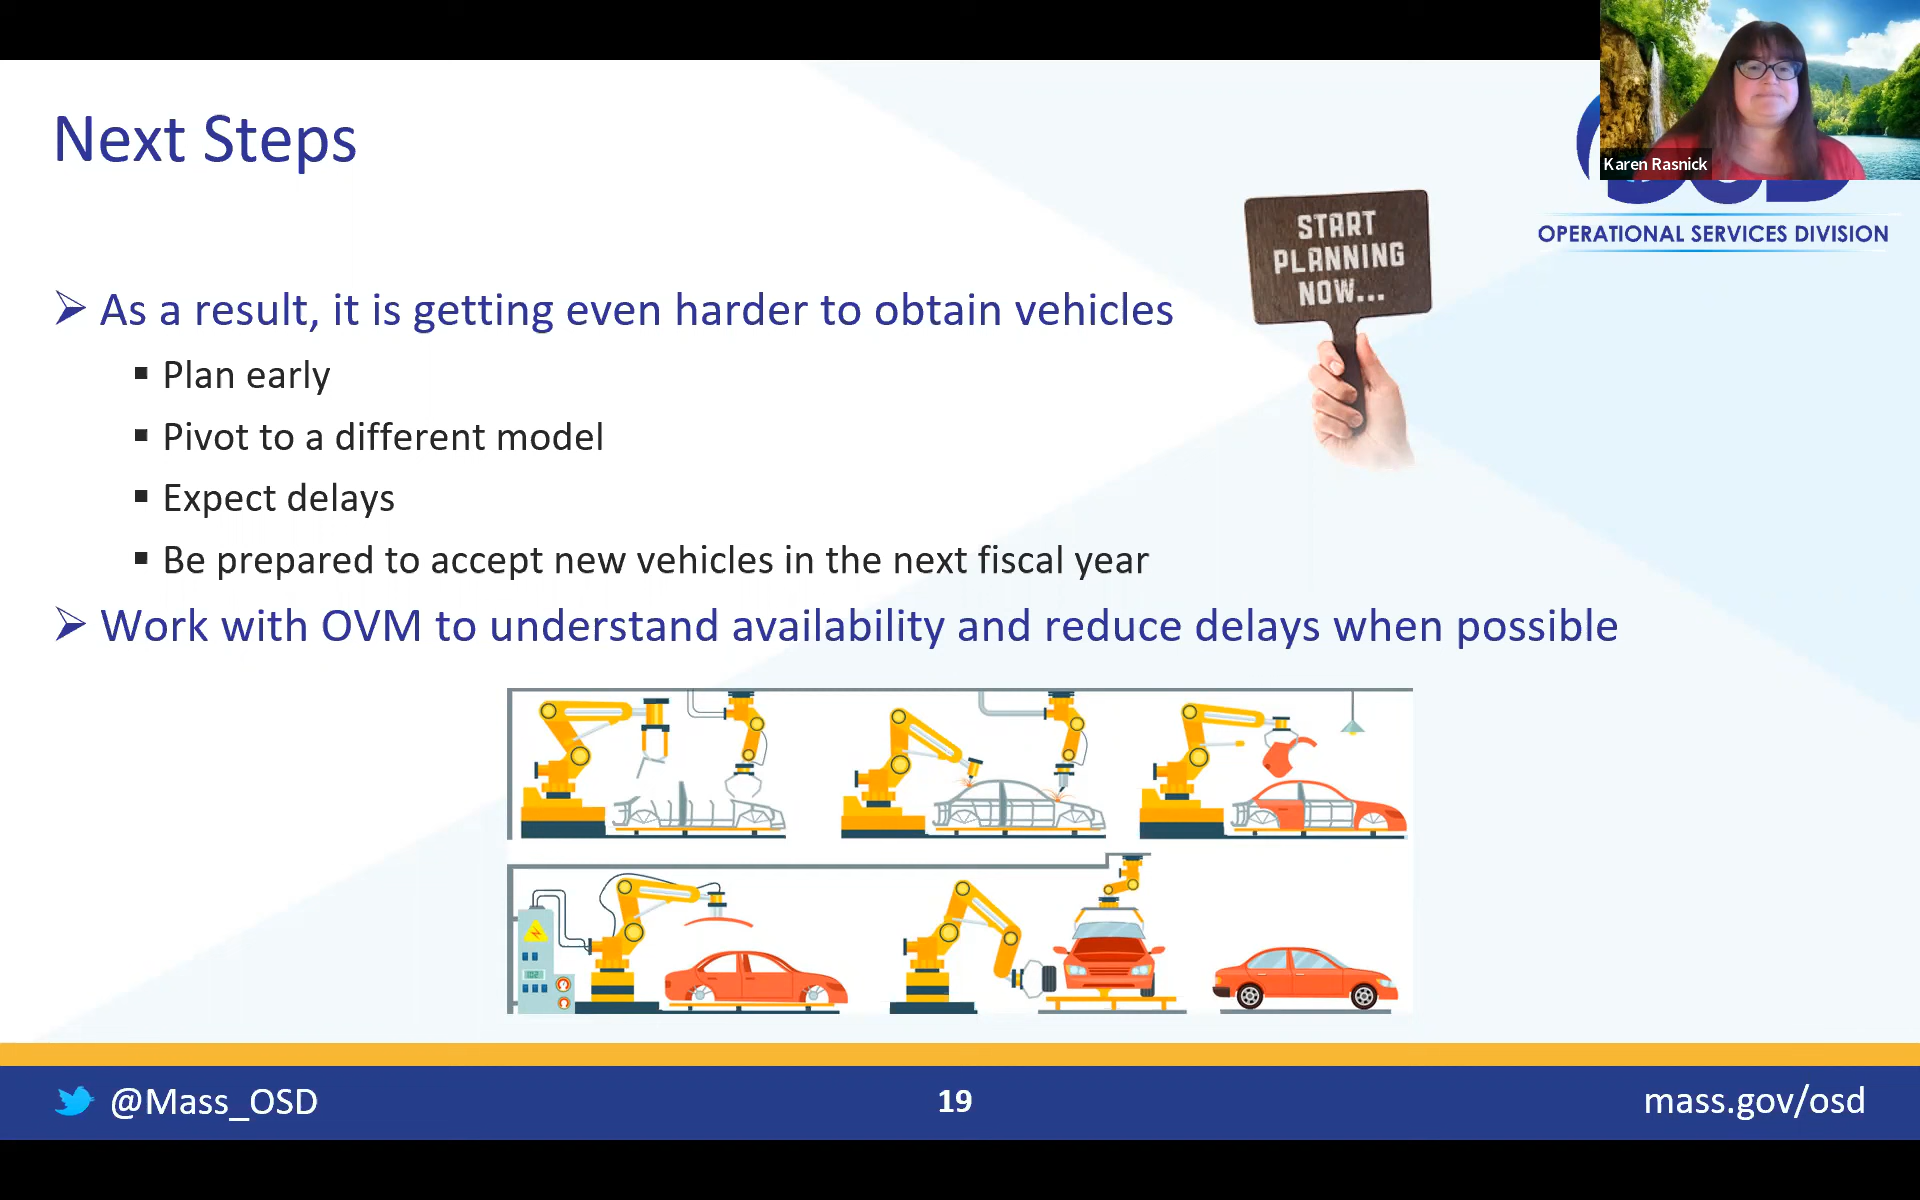 Next Steps
Karen Rasnick
OPERATIONAL SERVICES DIVISION
START
PLANNING
NOW...
As a result, it is getting even harder to obtain vehicles
Plan early
Pivot to a different model
Expect delays
Be prepared to accept new vehicles in the next fiscal year
Work with OVM to understand availability and reduce delays when possible
@Mass_OSD
19
mass.gov/osd